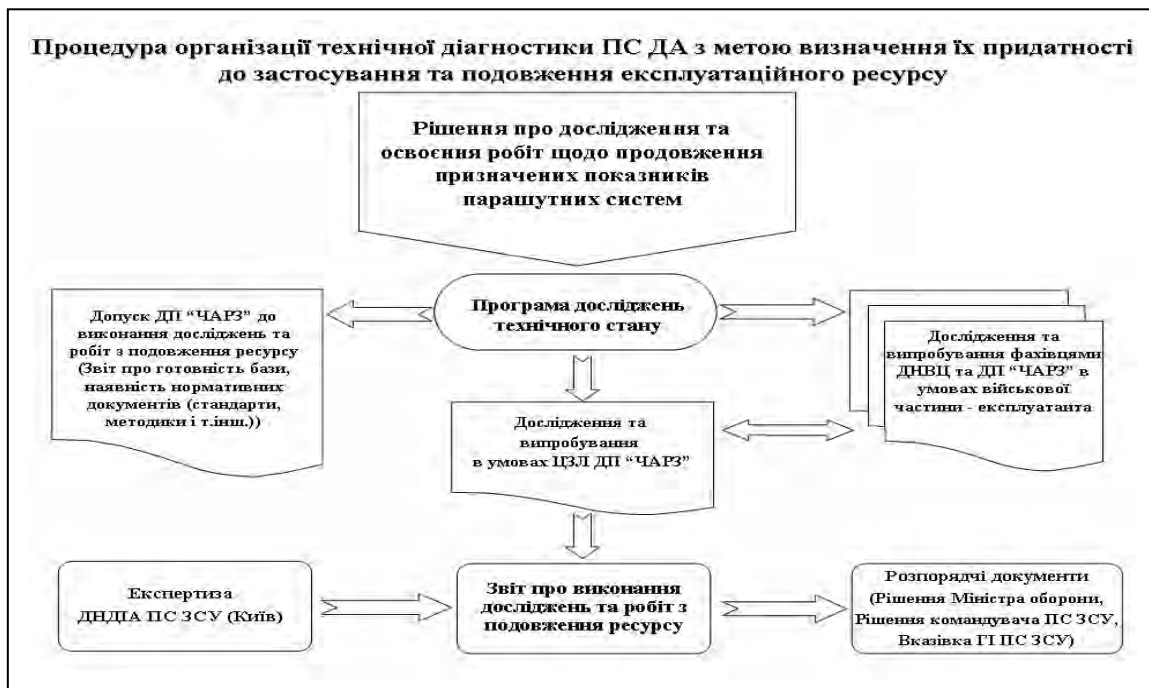 Процедура організації технічної діагностики ПС ДА з метою визначення їх придатності
до застосування та подовження експлуатаційного ресурсу
Рішення про дослідження та
освоєння робіт щодо продовження
призначених показників
парашутних систем
Програма досліджень
технічного стану
Допуск ДП “ЧАРЗ” до
виконання досліджень та
робіт з подовження ресурсу
(Звіт про готовність бази,
наявність нормативних
документів (стандарти,
методики і т.інш.))
Дослідження та
випробування фахівцями
ДНВЦ та ДП “ЧАРЗ” в
умовах військової
частини - експлуатанта
Дослідження та
випробування
в умовах ЦЗЛ ДП “ЧАРЗ”
Експертиза
ДНДІА ПС ЗСУ (Київ)
Звіт про виконання
досліджень та робіт з
подовження ресурсу
Розпорядчі документи
(Рішення Міністра оборони,
Рішення командувача ПС ЗСУ,
Вказівка ГІ ПС ЗСУ)